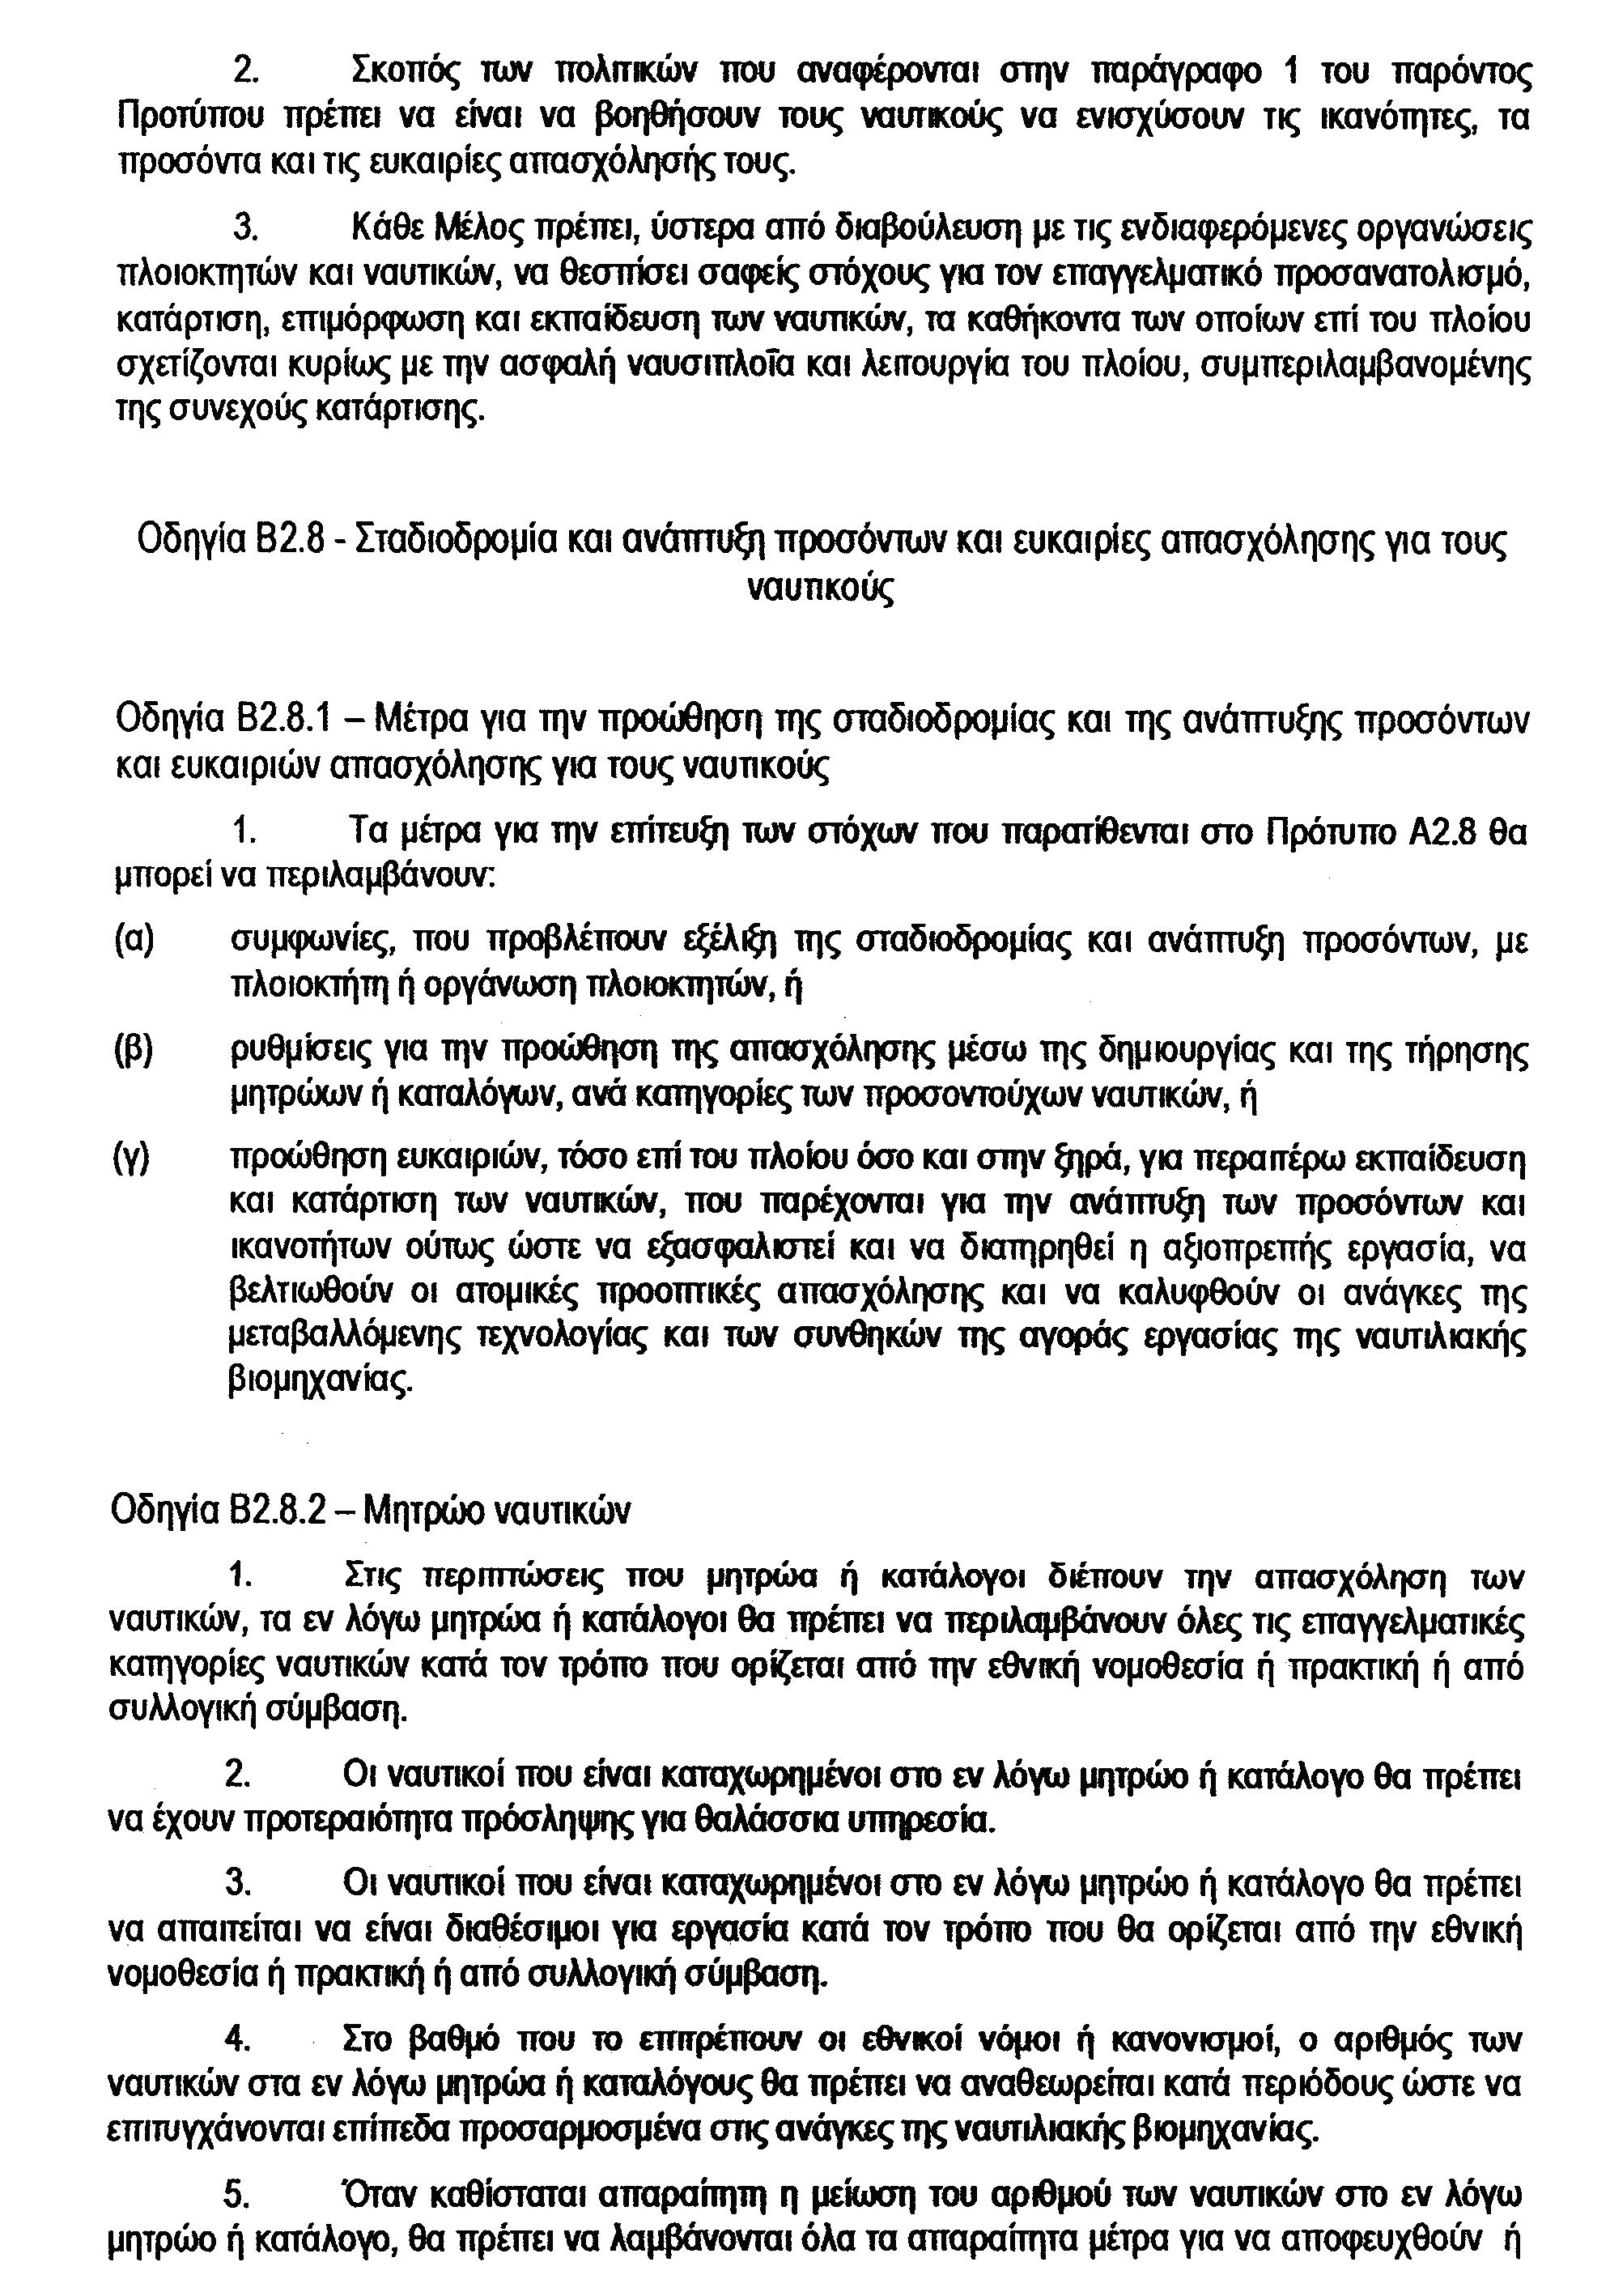 2. Σκοπός των πολιτικών που αναφέρονται στην παράγραφο 1 του παρόντος
Προτύπου πρέπει να είναι να βοηθήσουν τους ναυτικούς να ενισχύσουν τις ικανότητες, τα
προσόντα και τις ευκαιρίες απασχόλησής τους.
3. Κάθε Μέλος πρέπει, ύστερα από διαβούλευση με τις ενδιαφερόμενες οργανώσεις
πλοιοκτητών και ναυτικών, να θεσπίσει σαφείς στόχους για τον επαγγελματικό προσανατολισμό,
κατάρτιση, επιμόρφωση και εκπαίδευση των ναυτικών, τα καθήκοντα των οποίων επί του πλοίου
σχετίζονται κυρίως με την ασφαλή ναυσιπλοΐα και λειτουργία του πλοίου, συμπεριλαμβανομένης
της συνεχούς κατάρτισης.
Οδηγία Β2.8 - Σταδιοδρομία και ανάπτυξη προσόντων και ευκαιρίες απασχόλησης για τους
ναυτικούς
Οδηγία Β2.8.1 – Μέτρα για την προώθηση της σταδιοδρομίας και της ανάπτυξης προσόντων
και ευκαιριών απασχόλησης για τους ναυτικούς
1. Τα μέτρα για την επίτευξη των στόχων που παρατίθενται στο Πρότυπο Α2.8 θα
μπορεί να περιλαμβάνουν:
(α) συμφωνίες, που προβλέπουν εξέλιξη της σταδιοδρομίας και ανάπτυξη προσόντων, με
πλοιοκτήτη ή οργάνωση πλοιοκτητών, ή
(β) ρυθμίσεις για την προώθηση της απασχόλησης μέσω της δημιουργίας και της τήρησης
μητρώων ή καταλόγων, ανά κατηγορίες των προσοντούχων ναυτικών, ή
(γ) προώθηση ευκαιριών, τόσο επί του πλοίου όσο και στην ξηρά, για περαιτέρω εκπαίδευση
και κατάρτιση των ναυτικών, που παρέχονται για την ανάπτυξη των προσόντων και
ικανοτήτων ούτως ώστε να εξασφαλιστεί και να διατηρηθεί η αξιοπρεπής εργασία, να
βελτιωθούν οι ατομικές προοπτικές απασχόλησης και να καλυφθούν οι ανάγκες της
μεταβαλλόμενης τεχνολογίας και των συνθηκών της αγοράς εργασίας της ναυτιλιακής
βιομηχανίας.
Οδηγία Β2.8.2 – Μητρώο ναυτικών
1. Στις περιπτώσεις που μητρώα ή κατάλογοι διέπουν την απασχόληση των
ναυτικών, τα εν λόγω μητρώα ή κατάλογοι θα πρέπει να περιλαμβάνουν όλες τις επαγγελματικές
κατηγορίες ναυτικών κατά τον τρόπο που ορίζεται από την εθνική νομοθεσία ή πρακτική ή από
συλλογική σύμβαση.
2. Οι ναυτικοί που είναι καταχωρημένοι στο εν λόγω μητρώο ή κατάλογο θα πρέπει
να έχουν προτεραιότητα πρόσληψης για θαλάσσια υπηρεσία.
3. Οι ναυτικοί που είναι καταχωρημένοι στο εν λόγω μητρώο ή κατάλογο θα πρέπει
να απαιτείται να είναι διαθέσιμοι για εργασία κατά τον τρόπο που θα ορίζεται από την εθνική
νομοθεσία ή πρακτική ή από συλλογική σύμβαση.
4. Στο βαθμό που το επιτρέπουν οι εθνικοί νόμοι ή κανονισμοί, ο αριθμός των
ναυτικών στα εν λόγω μητρώα ή καταλόγους θα πρέπει να αναθεωρείται κατά περιόδους ώστε να
επιτυγχάνονται επίπεδα προσαρμοσμένα στις ανάγκες της ναυτιλιακής βιομηχανίας.
5. Όταν καθίσταται απαραίτητη η μείωση του αριθμού των ναυτικών στο εν λόγω
μητρώο ή κατάλογο, θα πρέπει να λαμβάνονται όλα τα απαραίτητα μέτρα για να αποφευχθούν ή